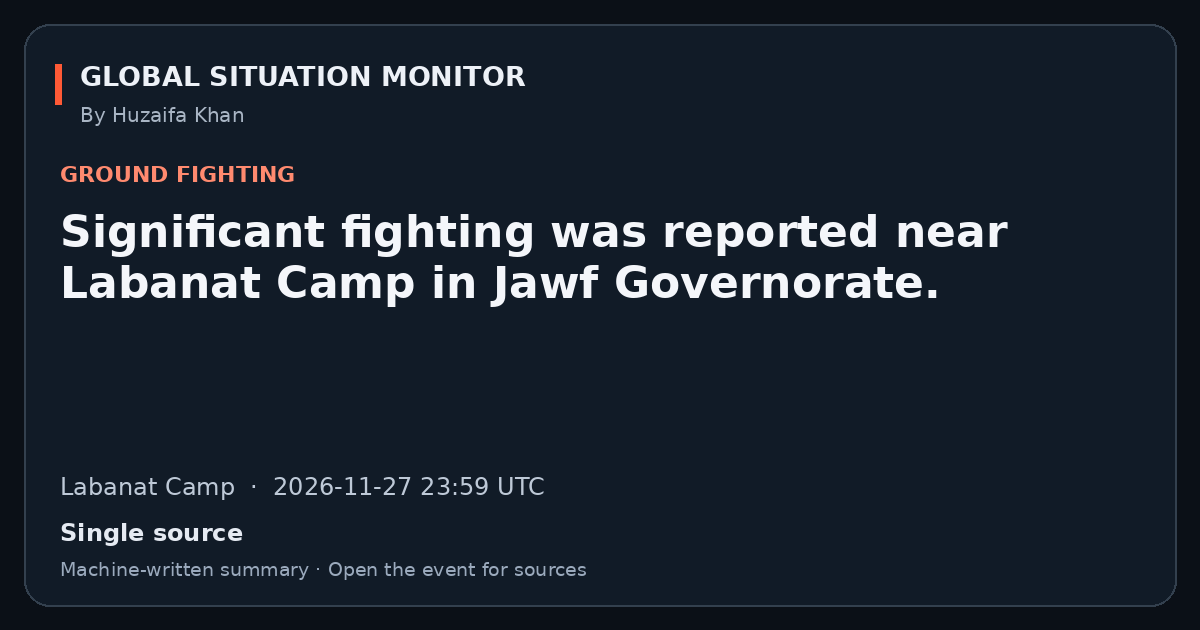 GLOBAL SITUATION MONITOR
By Huzaifa Khan
GROUND FIGHTING
Significant fighting was reported near
Labanat Camp in Jawf Governorate.
Labanat Camp · 2026-11-27 23:59 UTC
Single source
Machine-written summary · Open the event for sources